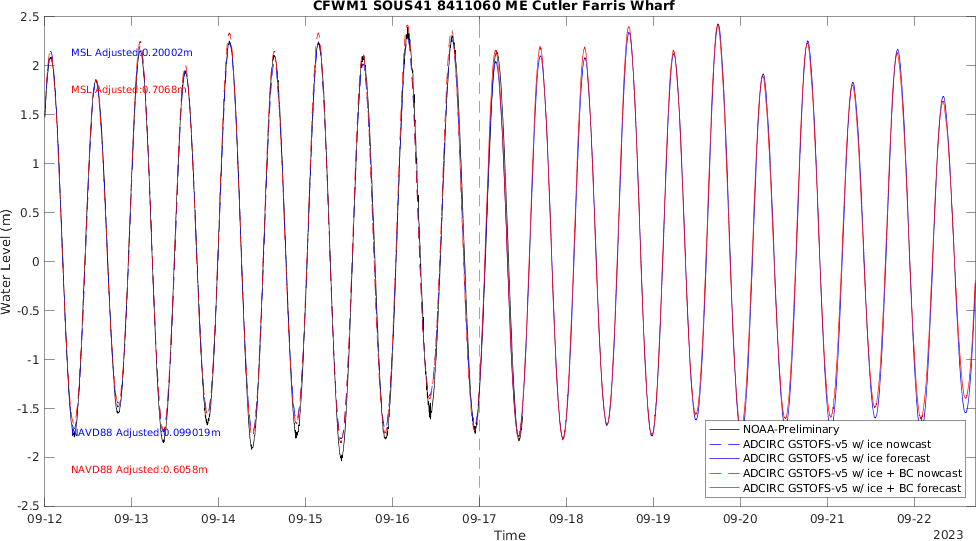 CFWM1 SOUS41 8411060 ME Cutler Farris Wharf
2.5
2
1.5
1
0.5
0
-0.5
-1
-1.5
-2
-2.5
Water Level (m)
MSL Adjusted:0.20002m
MSL Adjusted:0.7068m
NAVD88 Adjusted:0.099019m
NAVD88 Adjusted:0.6058m
NOAA-Preliminary
ADCIRC GSTOFS-v5 w/ ice nowcast
ADCIRC GSTOFS-v5 w/ ice forecast
ADCIRC GSTOFS-v5 w/ ice + BC nowcast
ADCIRC GSTOFS-v5 w/ ice + BC forecast
09-12 09-13 09-14 09-15 09-16 09-17 09-18 09-19 09-20 09-21 09-22
Time
2023